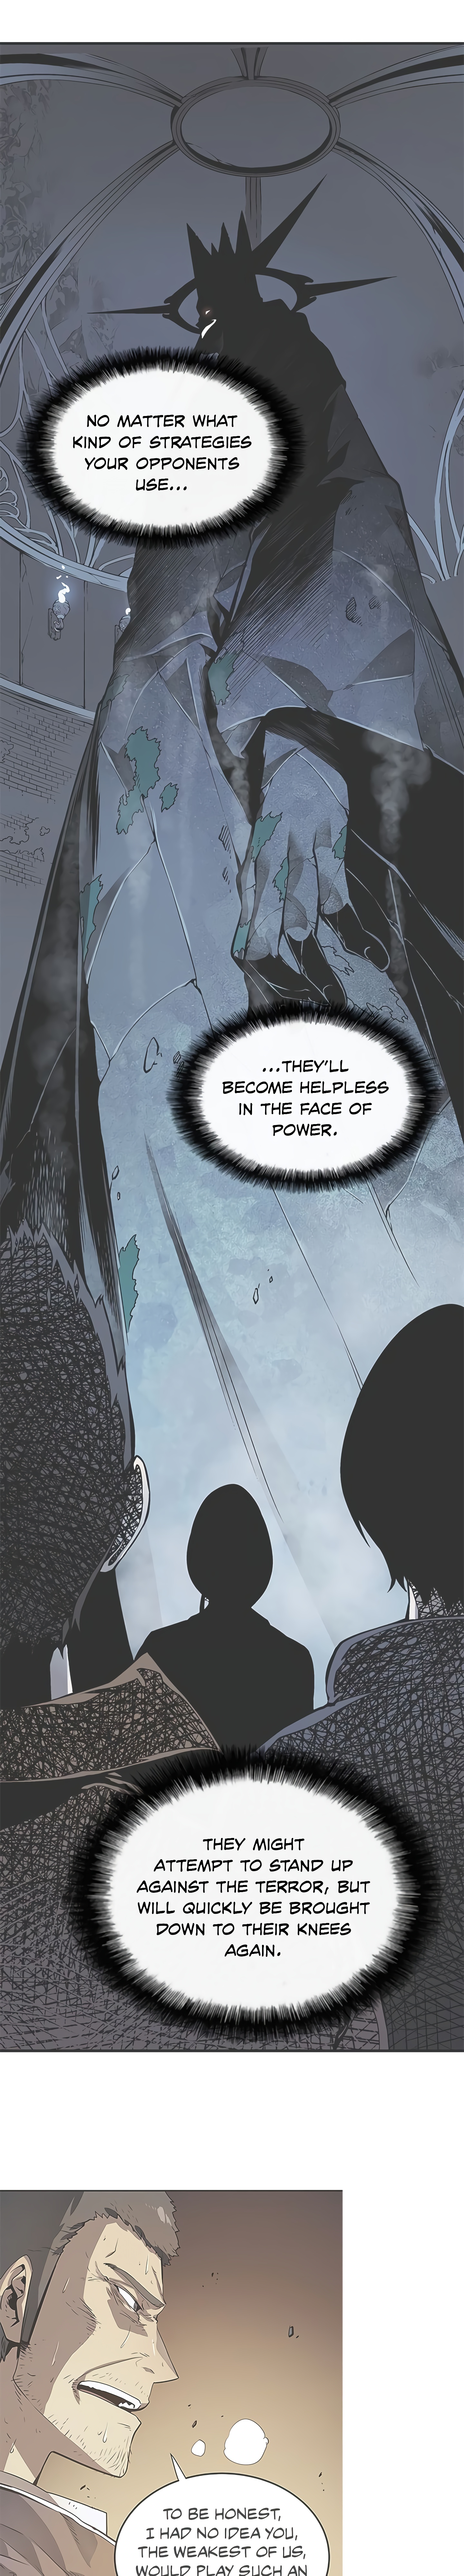 NO MATTER WHAT
KIND OF STRATEGIES
YOUR OPPONENTS
USE...
...THEY'LL
BECOME HELPLESS
IN THE FACE OF
POWER.
THEY MIGHT
ATTEMPT TO STAND UP
AGAINST THE TERROR, BUT
WILL QUICKLY BE BROUGHT
DOWN TO THEIR KNEES
AGAIN.
TO BE HONEST,
I HAD NO IDEA YOU,
THE WEAKEST OF US,
WOULD PLAY SUCH AN